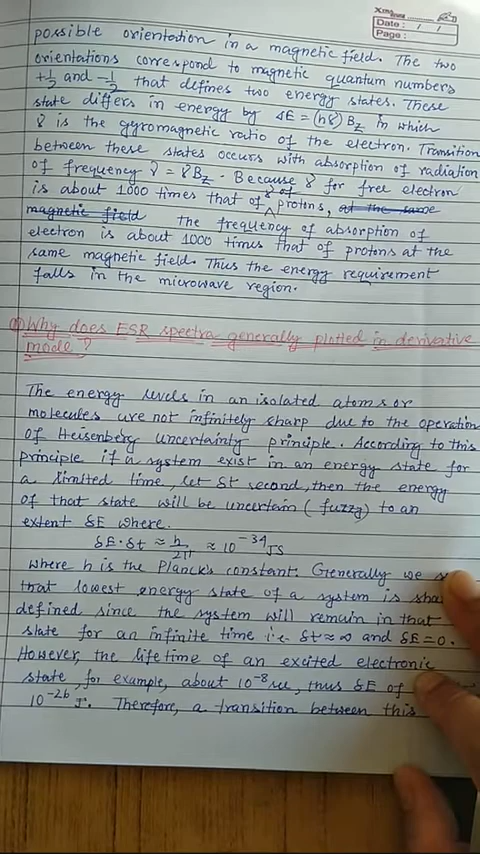 Date : / /
Page :
possible orientation in a magnetic field. The two
orientations correspond to magnetic quantum numbers
+1/2 and -1/2 that defines two energy states. These
state differs in energy by ΔE = (hγ) Bz in which
γ is the gyromagnetic ratio of the electron. Transition
between these states occurs with absorption of radiation
of frequency γ = γBz. Because γ for free electron
is about 1000 times that of γ of protons, at the same
magnetic field the frequency of absorption of
electron is about 1000 times that of protons at the
same magnetic field. Thus the energy requirement
falls in the microwave region.
Q) Why does ESR spectra generally plotted in derivative
mode ?
The energy levels in an isolated atoms or
molecules are not infinitely sharp due to the operation
of Heisenberg uncertainty principle. According to this
principle if a system exist in an energy state for
a limited time, let δt second, then the energy
of that state will be uncertain (fuzzy) to an
extent δE where.
δE·δt ≈ h/2π ≈ 10⁻³⁴ JS
where h is the Planck's constant. Generally we
that lowest energy state of a system is
defined since the system will remain in that
state for an infinite time i.e- δt ≈ ∞ and δE = 0.
However, the lifetime of an excited electronic
state, for example, about 10⁻⁸ sec, thus δE of
10⁻²⁶ J. Therefore, a transition between this